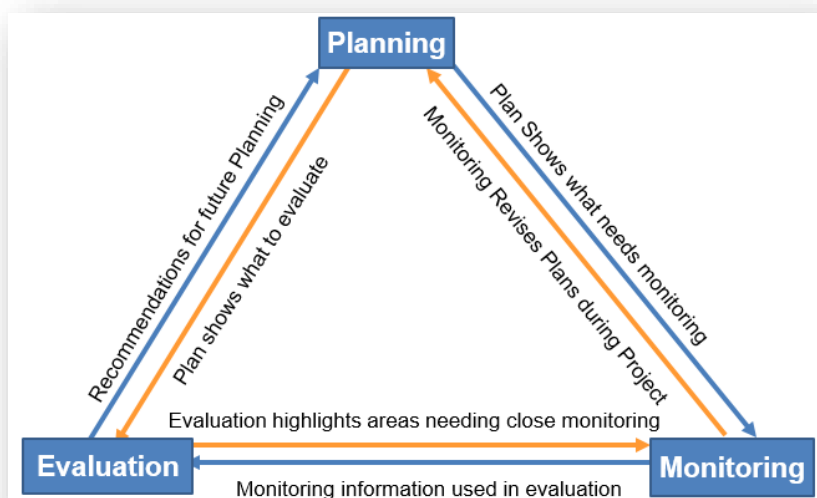 Planning
Recommendations for future Planning
Plan shows what to evaluate
Monitoring Revises Plans during Project
Plan Shows what needs monitoring
Evaluation highlights areas needing close monitoring
Evaluation
Monitoring
Monitoring information used in evaluation